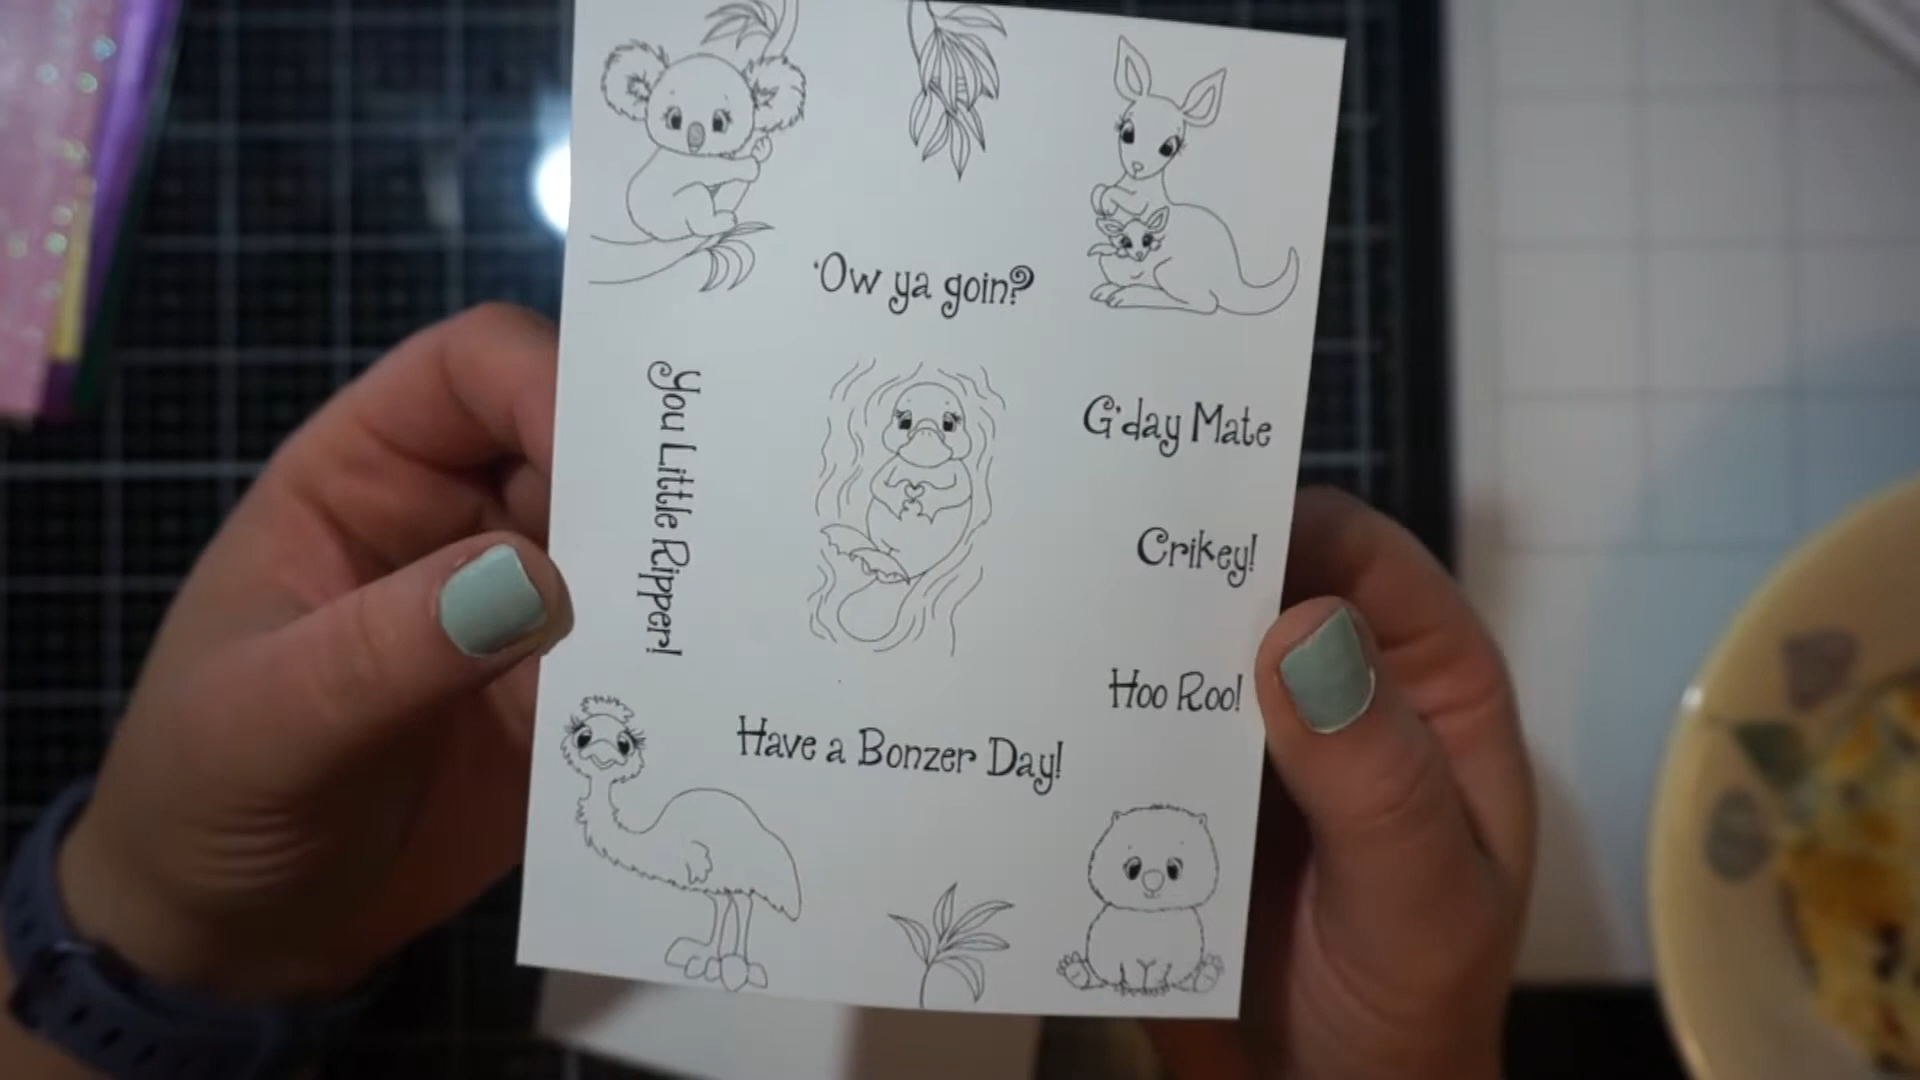 'Ow ya goin?
You Little Ripper!
G'day Mate
Crikey!
Hoo Roo!
Have a Bonzer Day!